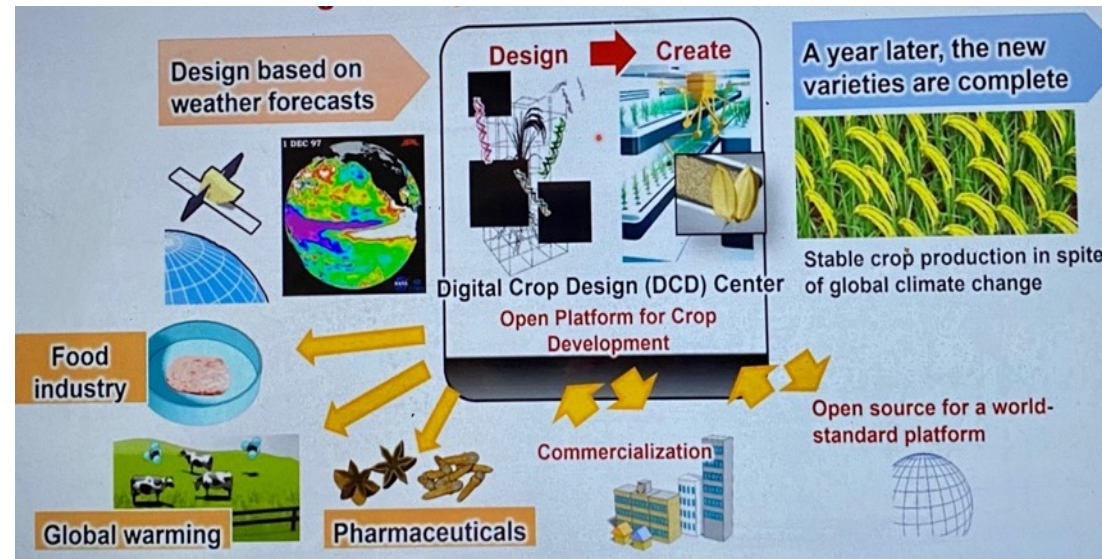 Design based on
weather forecasts
1 DEC 97
JPL
NASA
Design
Create
Digital Crop Design (DCD) Center
Open Platform for Crop
Development
A year later, the new
varieties are complete
Stable crop production in spite
of global climate change
Food
industry
Global warming
Pharmaceuticals
Commercialization
Open source for a world-
standard platform